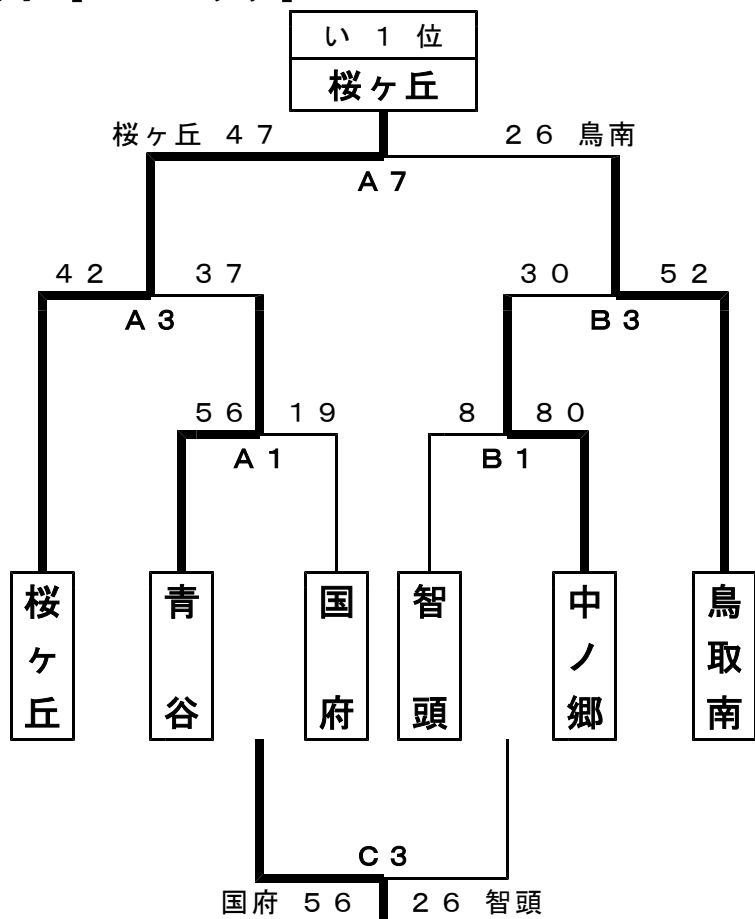 い 1 位
桜ヶ丘
桜ヶ丘 47 26 鳥南
A7
42 37 30 52
A3 B3
56 19 8 80
A1 B1
桜ヶ丘 青谷 国府 智頭 中ノ郷 鳥取南
C3
国府 56 26 智頭